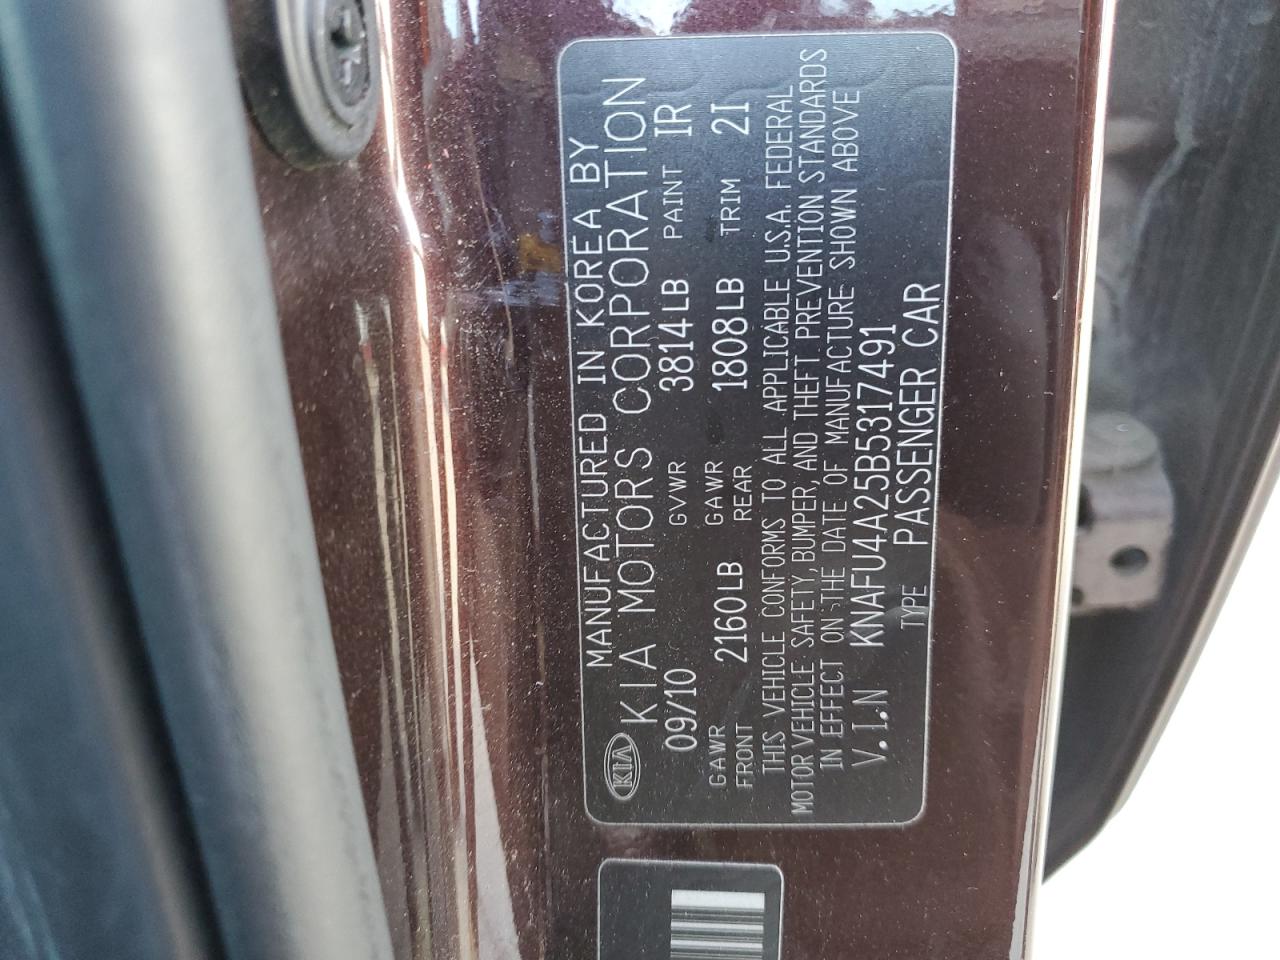 MANUFACTURED IN KOREA BY
KIA KIA MOTORS CORPORATION
09/10 GVWR 3814LB PAINT IR
GAWR FRONT 2160LB GAWR REAR 1808LB TRIM 2I
THIS VEHICLE CONFORMS TO ALL APPLICABLE U.S.A. FEDERAL
MOTOR VEHICLE SAFETY, BUMPER, AND THEFT PREVENTION STANDARDS
IN EFFECT ON THE DATE OF MANUFACTURE SHOWN ABOVE
V.I.N KNAFU4A25B5317491
TYPE PASSENGER CAR